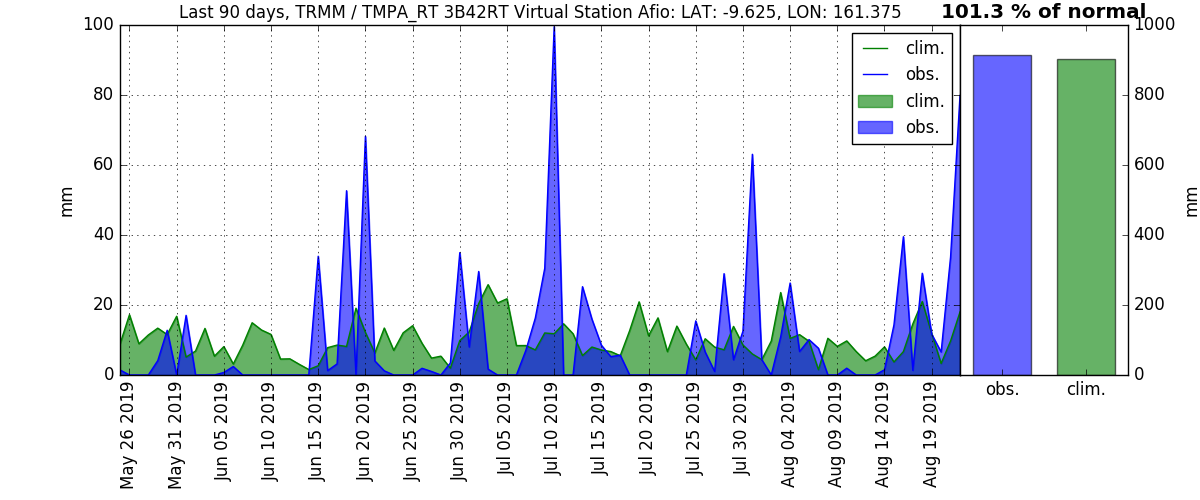 Last 90 days, TRMM / TMPA_RT 3B42RT Virtual Station Afio: LAT: -9.625, LON: 161.375
101.3 % of normal
100
80
60
40
20
0
mm
clim.
obs.
clim.
obs.
1000
800
600
400
200
0
mm
obs.
clim.
May 26 2019
May 31 2019
Jun 05 2019
Jun 10 2019
Jun 15 2019
Jun 20 2019
Jun 25 2019
Jun 30 2019
Jul 05 2019
Jul 10 2019
Jul 15 2019
Jul 20 2019
Jul 25 2019
Jul 30 2019
Aug 04 2019
Aug 09 2019
Aug 14 2019
Aug 19 2019